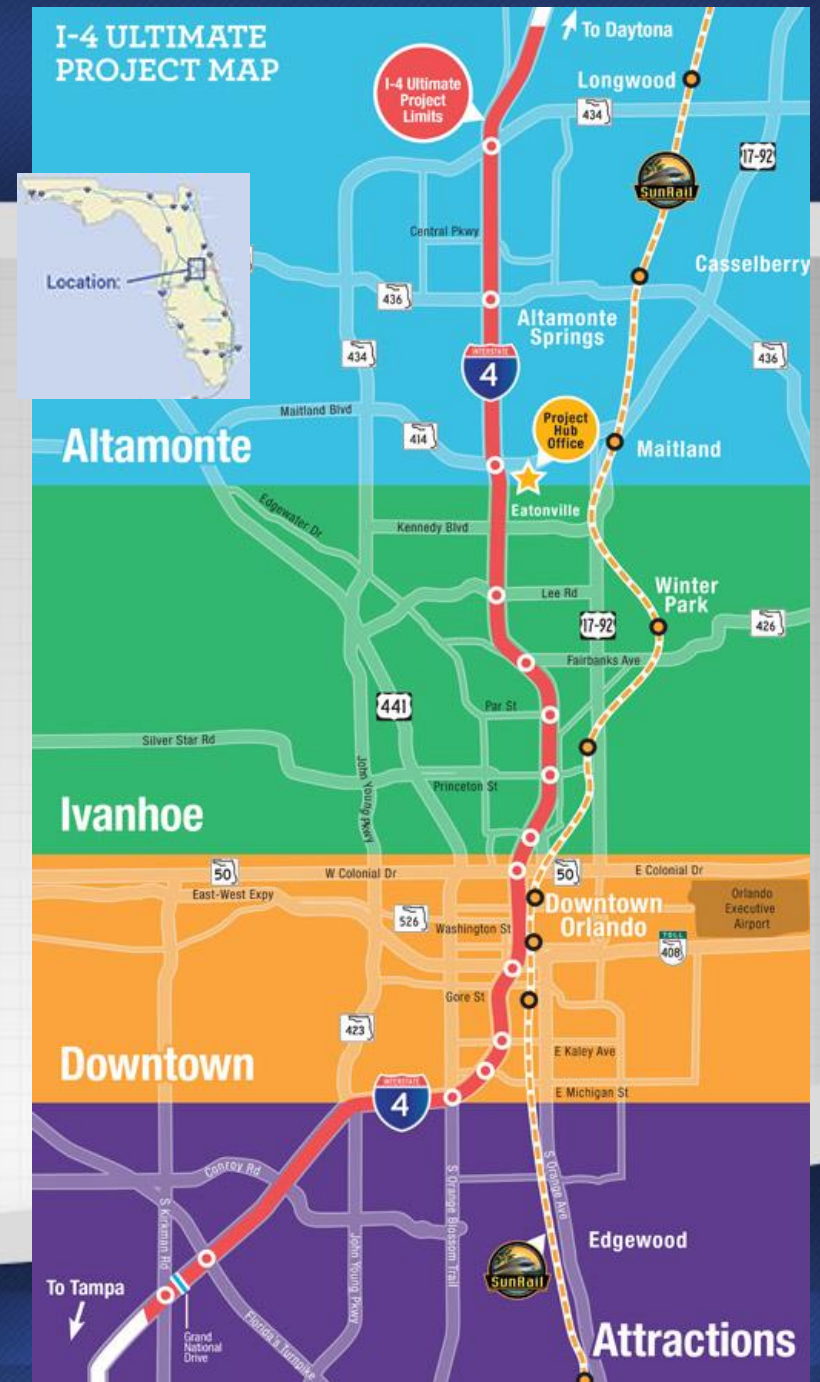 I-4 ULTIMATE
PROJECT MAP
To Daytona
I-4 Ultimate
Project
Limits
Longwood
434
17-92
SunRail
Central Pkwy
Casselberry
Location:
436
Altamonte
Springs
434
INTERSTATE
4
436
Maitland Blvd
414
Project
Hub
Office
Altamonte
Maitland
Eatonville
Edgewater Dr
Kennedy Blvd
Lee Rd
Winter
Park
17-92
426
Fairbanks Ave
441
Par St
Silver Star Rd
John Young Pkwy
Princeton St
Ivanhoe
50
W Colonial Dr
50
E Colonial Dr
East-West Expy
Orlando
Executive
Airport
Downtown
Orlando
526
Washington St
TOLL
408
Gore St
423
E Kaley Ave
Downtown
INTERSTATE
4
E Michigan St
Conroy Rd
S Kirkman Rd
S Orange Blossom Trail
S Orange Ave
John Young Pkwy
Edgewood
SunRail
To Tampa
Grand
National
Drive
Florida's Turnpike
Attractions